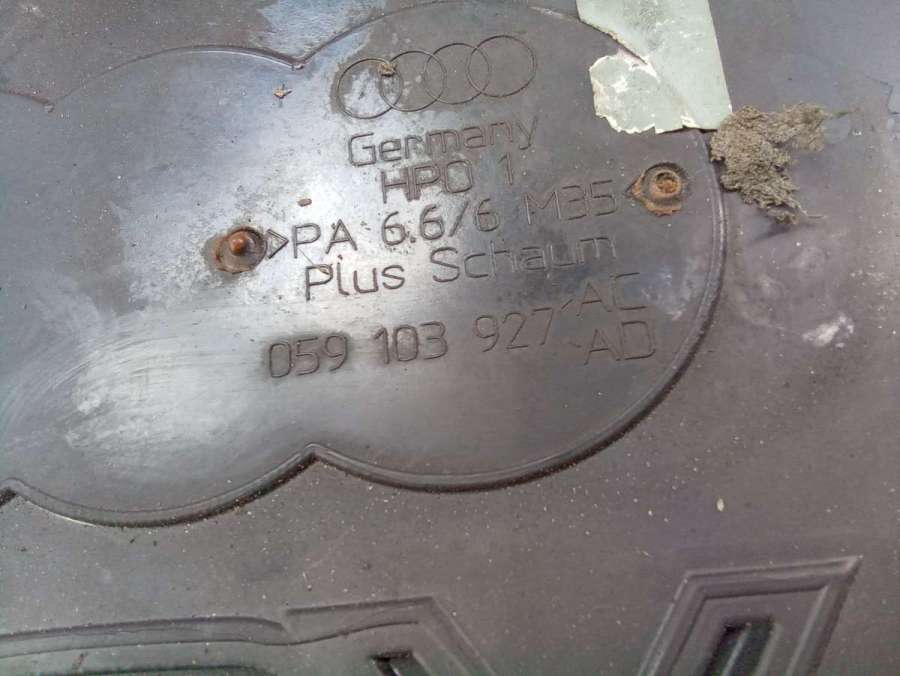 Germany
HPO 1
>PA 6.6/6 M35<
Plus Schaum
059 103 927 AC
AD